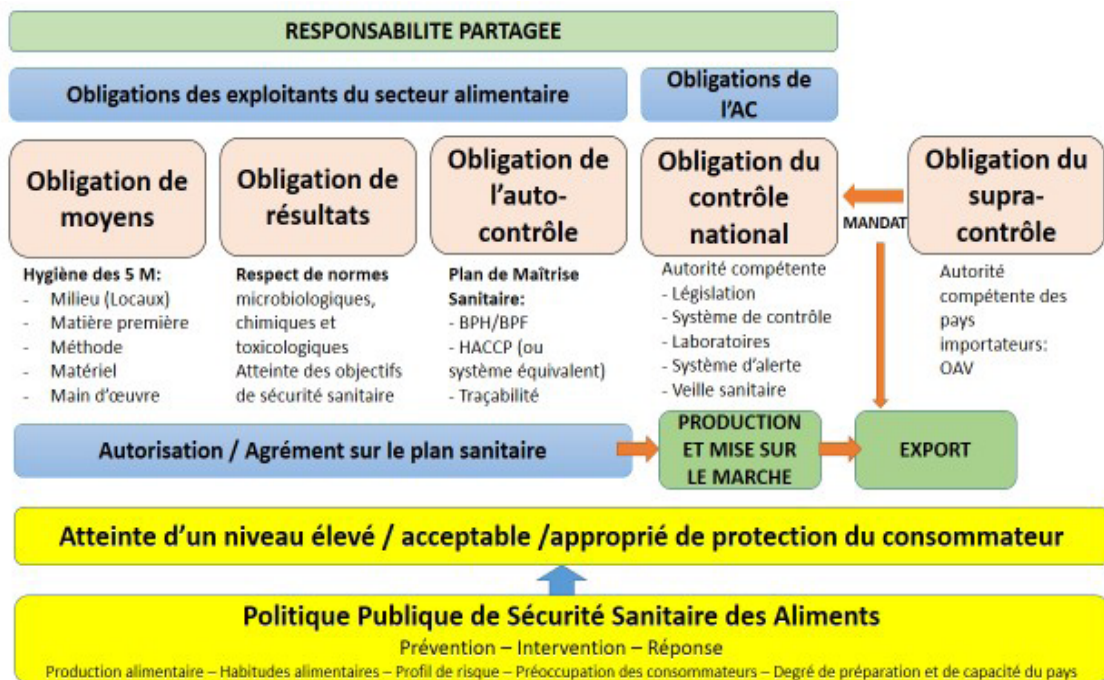 RESPONSABILITE PARTAGEE
Obligations des exploitants du secteur alimentaire
Obligations de
l'AC
Obligation de
moyens
Obligation de
résultats
Obligation de
l'auto-
contrôle
Obligation du
contrôle
national
MANDAT
Obligation du
supra-
contrôle
Hygiène des 5 M:
- Milieu (Locaux)
- Matière première
- Méthode
- Matériel
- Main d'œuvre
Respect de normes
microbiologiques,
chimiques et
toxicologiques
Atteinte des objectifs
de sécurité sanitaire
Plan de Maîtrise
Sanitaire:
- BPH/BPF
- HACCP (ou
système équivalent)
- Traçabilité
Autorité compétente
- Législation
- Système de contrôle
- Laboratoires
- Système d'alerte
- Veille sanitaire
Autorité
compétente des
pays
importateurs:
OAV
Autorisation / Agrément sur le plan sanitaire
PRODUCTION
ET MISE SUR
LE MARCHE
EXPORT
Atteinte d'un niveau élevé / acceptable /approprié de protection du consommateur
Politique Publique de Sécurité Sanitaire des Aliments
Prévention – Intervention – Réponse
Production alimentaire – Habitudes alimentaires – Profil de risque – Préoccupation des consommateurs – Degré de préparation et de capacité du pays